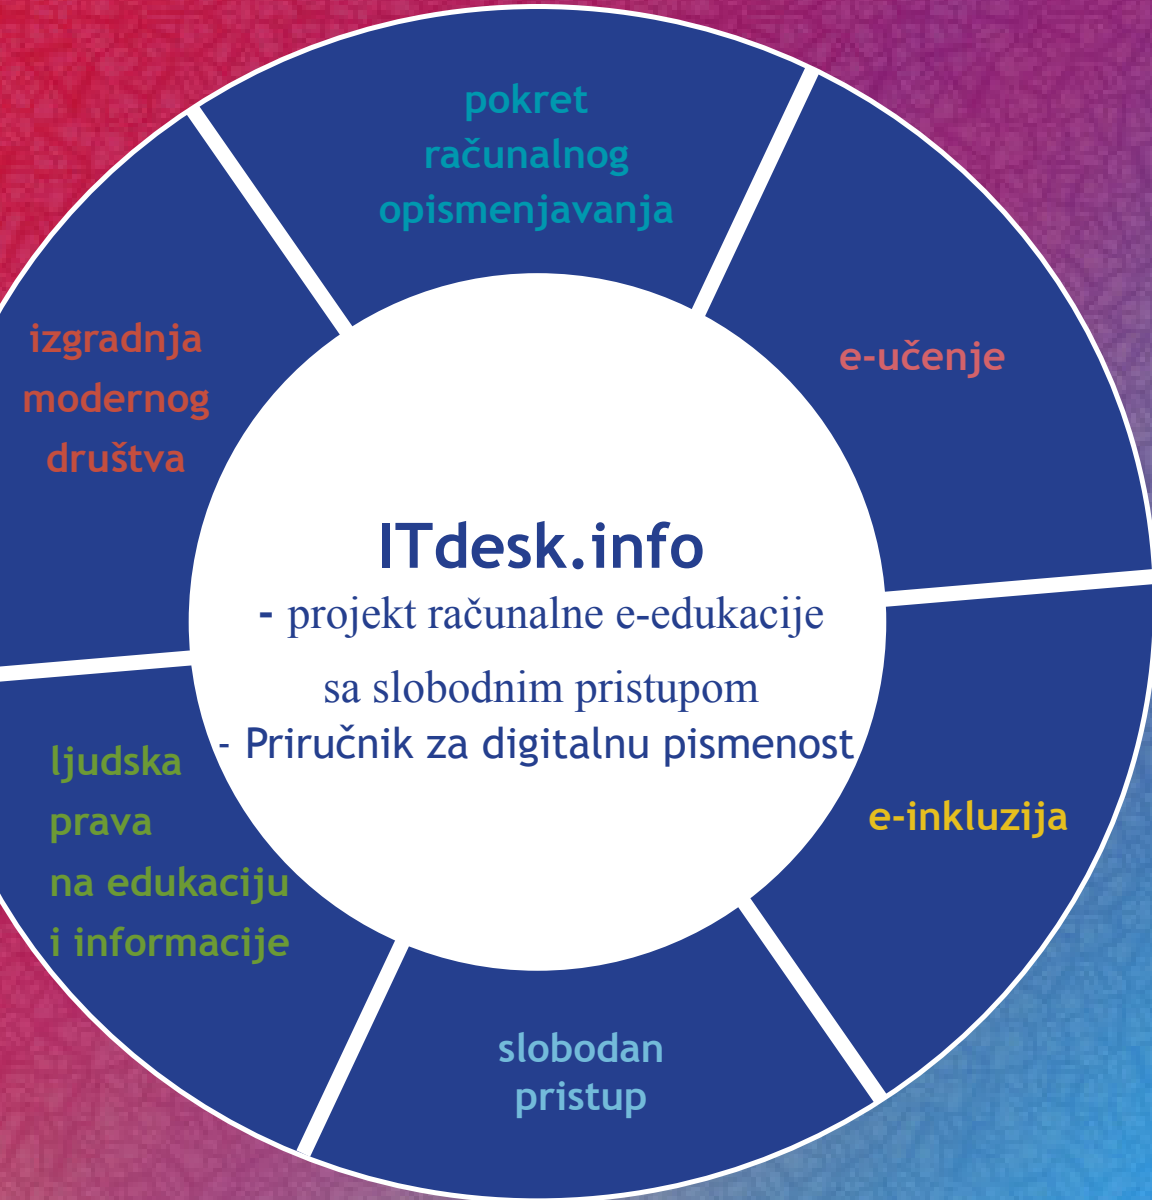 pokret
računalnog
opismenjavanja
izgradnja
modernog
društva
e-učenje
ITdesk.info
- projekt računalne e-edukacije
sa slobodnim pristupom
- Priručnik za digitalnu pismenost
ljudska
prava
na edukaciju
i informacije
e-inkluzija
slobodan
pristup